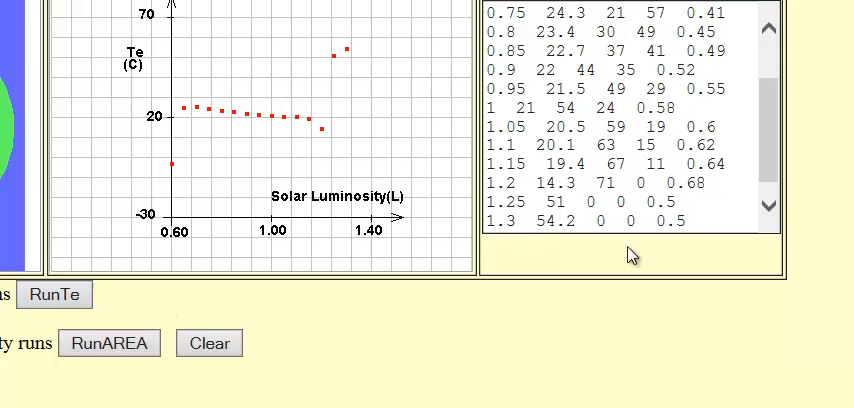 70
Te
(C)
20
-30
Solar Luminosity(L)
0.60 1.00 1.40
0.75 24.3 21 57 0.41
0.8 23.4 30 49 0.45
0.85 22.7 37 41 0.49
0.9 22 44 35 0.52
0.95 21.5 49 29 0.55
1 21 54 24 0.58
1.05 20.5 59 19 0.6
1.1 20.1 63 15 0.62
1.15 19.4 67 11 0.64
1.2 14.3 71 0 0.68
1.25 51 0 0 0.5
1.3 54.2 0 0 0.5
RunTe
runs RunAREA Clear